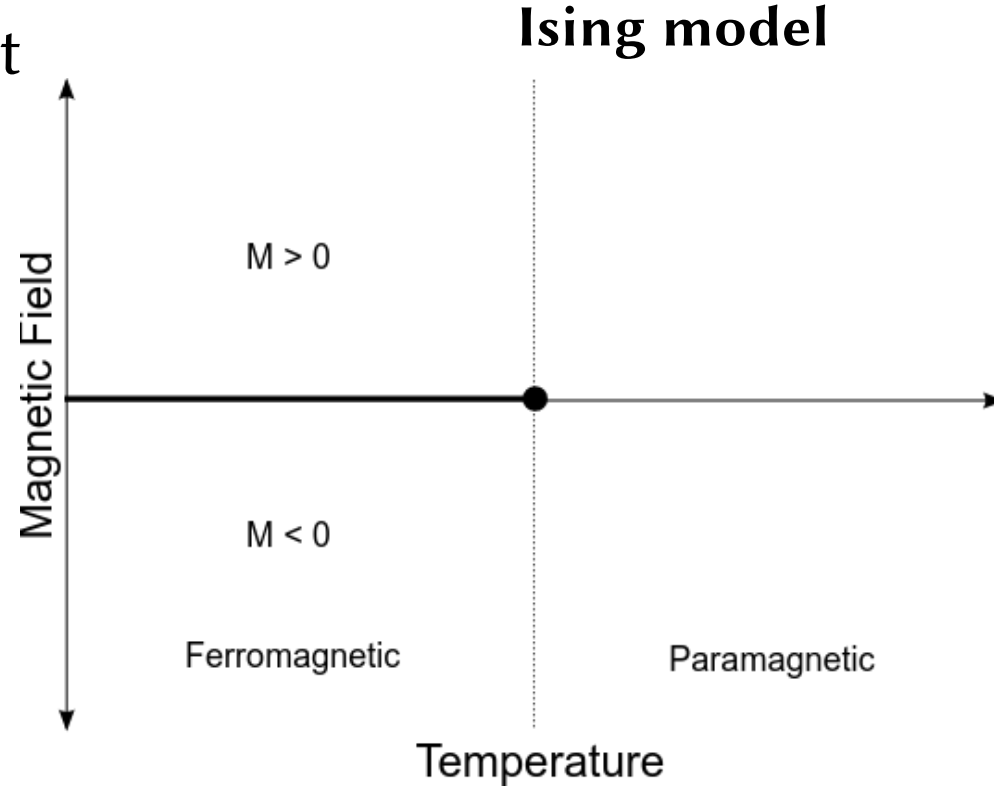 Ising model
t
Magnetic Field
M > 0
M < 0
Ferromagnetic
Paramagnetic
Temperature